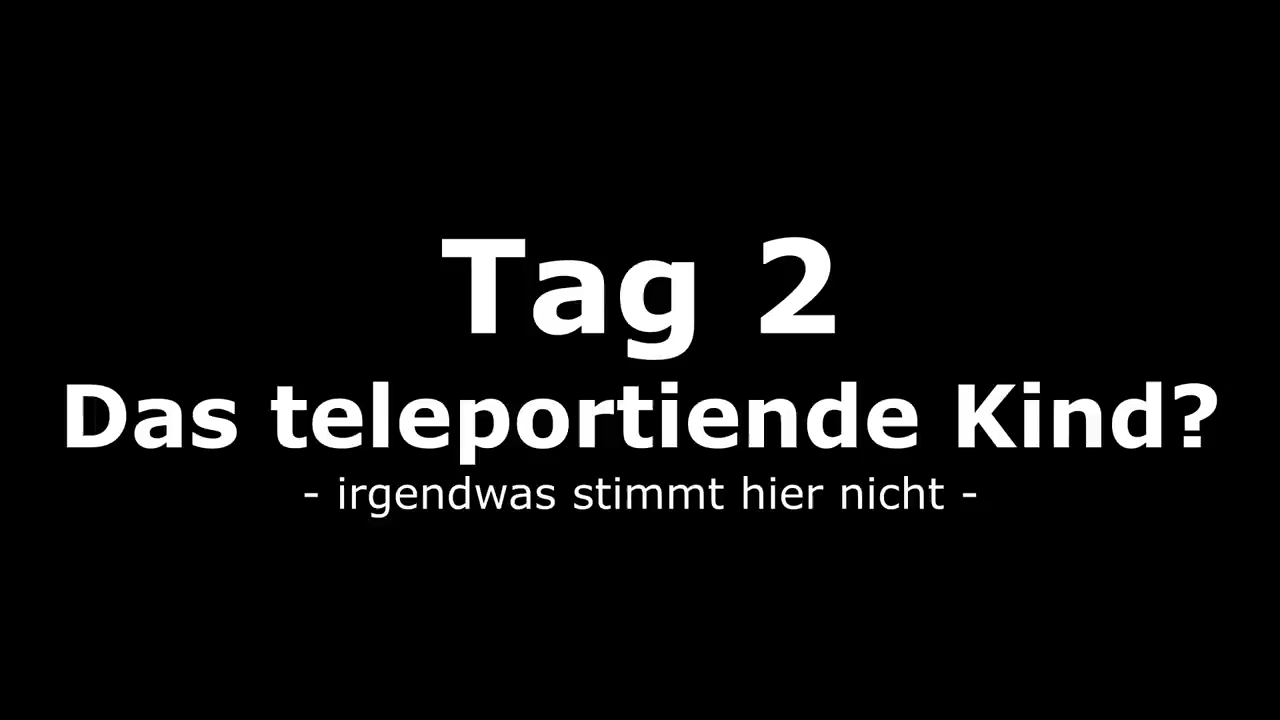 Tag 2
Das teleportiende Kind?
- irgendwas stimmt hier nicht -